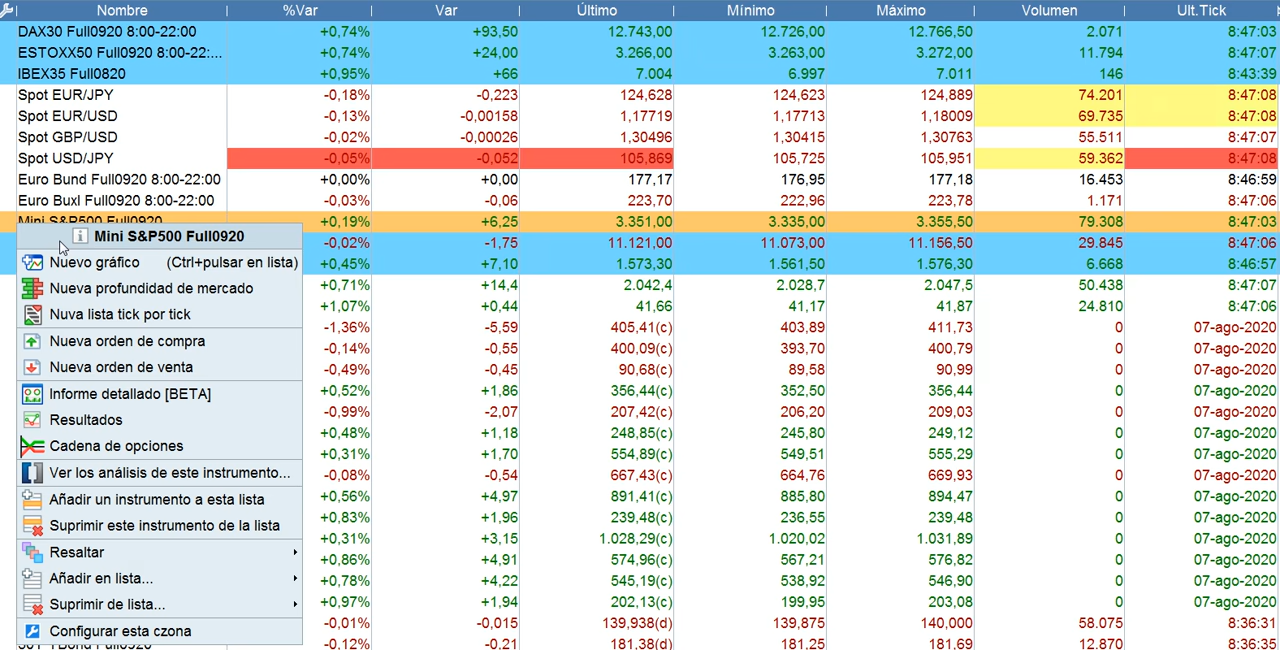 Nombre %Var Var Último Mínimo Máximo Volumen Ult.Tick
DAX30 Full0920 8:00-22:00 +0,74% +93,50 12.743,00 12.726,00 12.766,50 2.071 8:47:03
ESTOXX50 Full0920 8:00-22:... +0,74% +24,00 3.266,00 3.263,00 3.272,00 11.794 8:47:07
IBEX35 Full0820 +0,95% +66 7.004 6.997 7.011 146 8:43:39
Spot EUR/JPY -0,18% -0,223 124,628 124,623 124,889 74.201 8:47:08
Spot EUR/USD -0,13% -0,00158 1,17719 1,17713 1,18009 69.735 8:47:08
Spot GBP/USD -0,02% -0,00026 1,30496 1,30415 1,30763 55.511 8:47:07
Spot USD/JPY -0,05% -0,052 105,869 105,725 105,951 59.362 8:47:08
Euro Bund Full0920 8:00-22:00 +0,00% +0,00 177,17 176,95 177,18 16.453 8:46:59
Euro Buxl Full0920 8:00-22:00 -0,03% -0,06 223,70 222,96 223,78 1.171 8:47:06
Mini S&P500 Full0920 +0,19% +6,25 3.351,00 3.335,00 3.355,50 79.308 8:47:03
Mini S&P500 Full0920 -0,02% -1,75 11.121,00 11.073,00 11.156,50 29.845 8:47:06
Nuevo gráfico (Ctrl+pulsar en lista) +0,45% +7,10 1.573,30 1.561,50 1.576,30 6.668 8:46:57
Nueva profundidad de mercado +0,71% +14,4 2.042,4 2.028,7 2.047,5 50.438 8:47:07
Nuva lista tick por tick +1,07% +0,44 41,66 41,17 41,87 24.810 8:47:06
-1,36% -5,59 405,41(c) 403,89 411,73 0 07-ago-2020
Nueva orden de compra -0,14% -0,55 400,09(c) 393,70 400,79 0 07-ago-2020
Nueva orden de venta -0,49% -0,45 90,68(c) 89,58 90,99 0 07-ago-2020
Informe detallado [BETA] +0,52% +1,86 356,44(c) 352,50 356,44 0 07-ago-2020
Resultados -0,99% -2,07 207,42(c) 206,20 209,03 0 07-ago-2020
+0,48% +1,18 248,85(c) 245,80 249,12 0 07-ago-2020
Cadena de opciones +0,31% +1,70 554,89(c) 549,51 555,29 0 07-ago-2020
Ver los análisis de este instrumento... -0,08% -0,54 667,43(c) 664,76 669,93 0 07-ago-2020
Añadir un instrumento a esta lista +0,56% +4,97 891,41(c) 885,80 894,47 0 07-ago-2020
Suprimir este instrumento de la lista +0,83% +1,96 239,48(c) 236,55 239,48 0 07-ago-2020
+0,31% +3,15 1.028,29(c) 1.020,02 1.031,89 0 07-ago-2020
Resaltar +0,86% +4,91 574,96(c) 567,21 576,82 0 07-ago-2020
Añadir en lista... +0,78% +4,22 545,19(c) 538,92 546,90 0 07-ago-2020
Suprimir de lista... +0,97% +1,94 202,13(c) 199,95 203,08 0 07-ago-2020
Configurar esta czona -0,01% -0,015 139,938(d) 139,875 140,000 58.075 8:36:31
-0,12% -0,21 181,38(d) 181,25 181,69 12.870 8:36:35